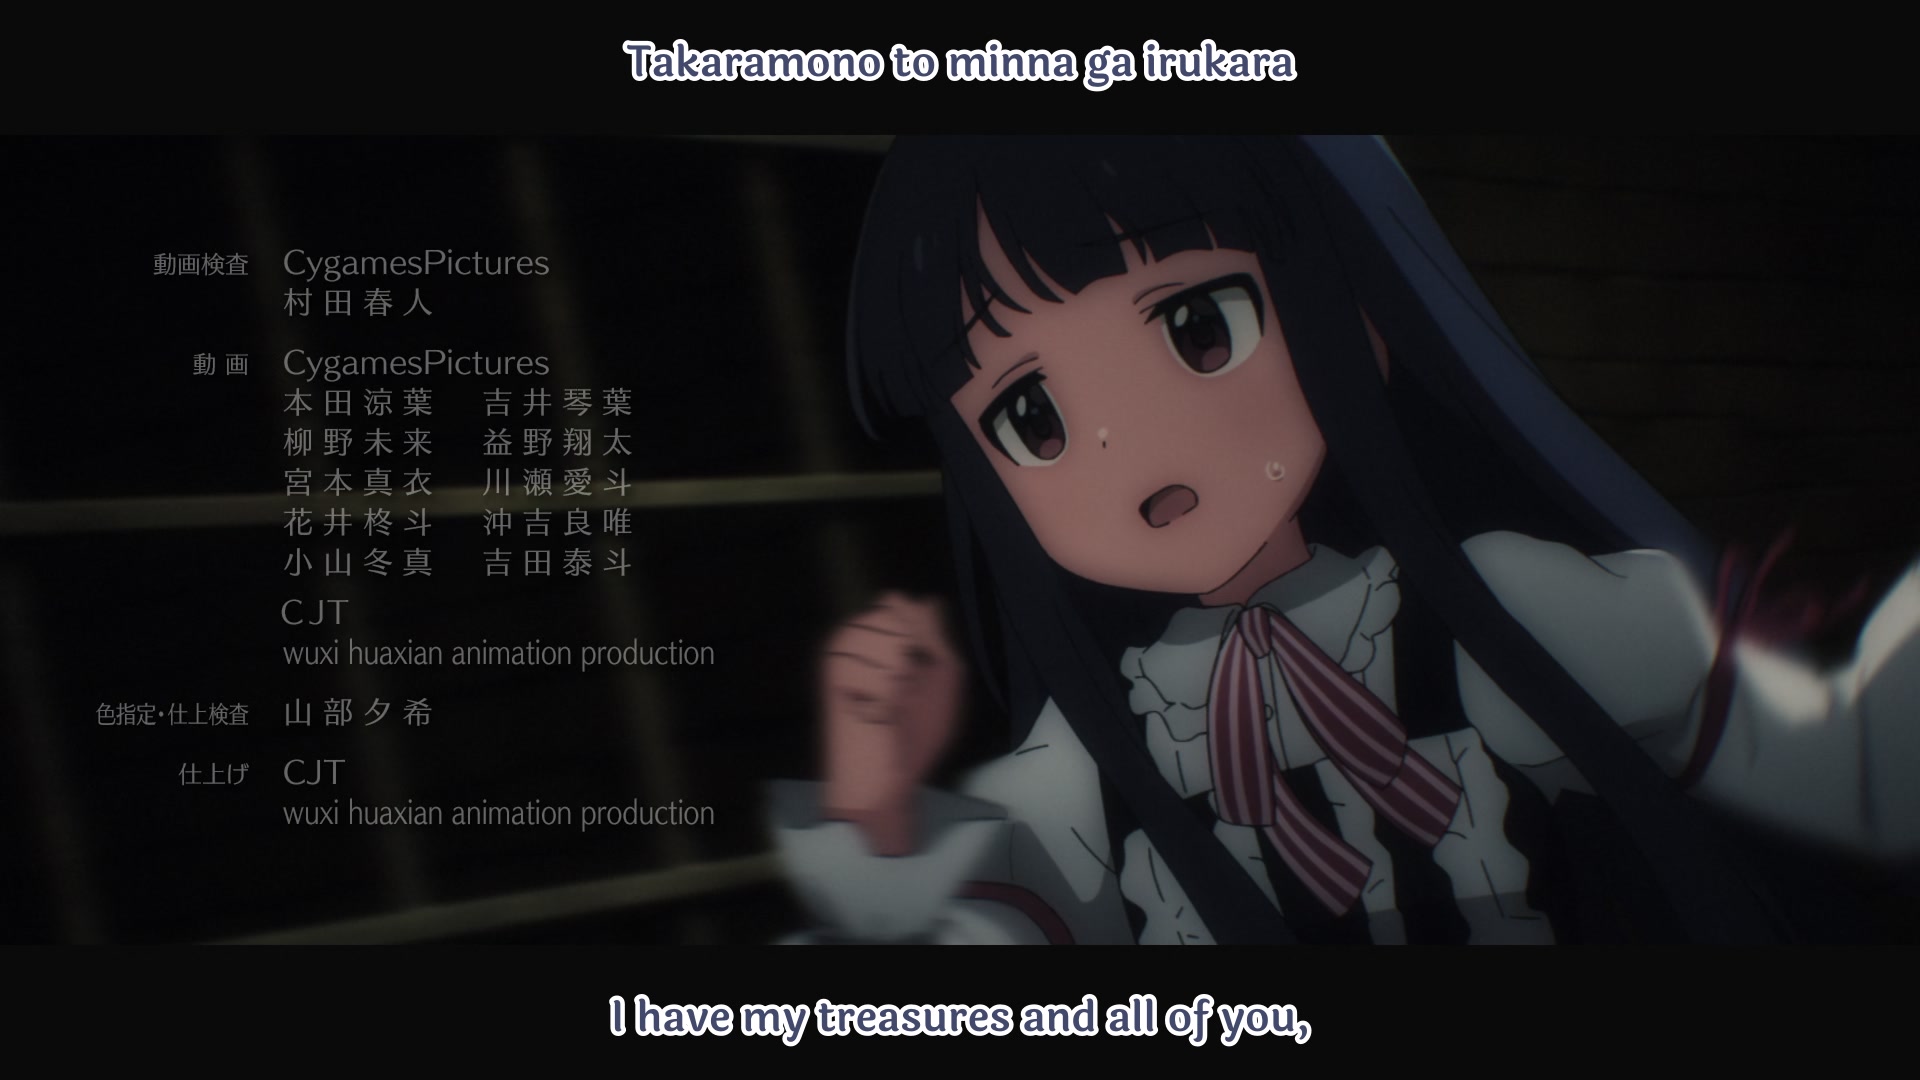 Takaramono to minna ga irukara
動画検査 CygamesPictures
村田春人
動画 CygamesPictures
本田涼葉 吉井琴葉
柳野未来 益野翔太
宮本真衣 川瀬愛斗
花井柊斗 沖吉良唯
小山冬真 吉田泰斗
CJT
wuxi huaxian animation production
色指定・仕上検査 山部夕希
仕上げ CJT
wuxi huaxian animation production
I have my treasures and all of you,